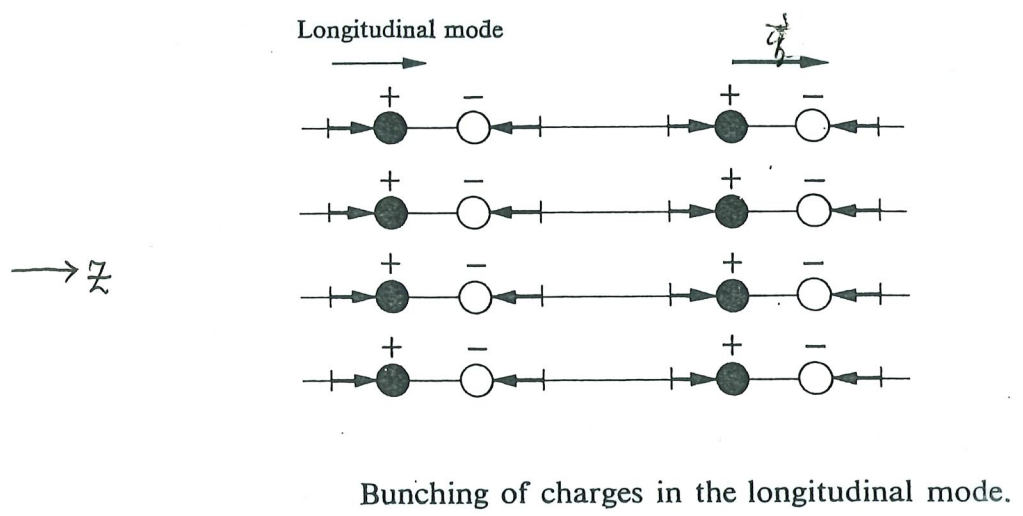 Longitudinal mode
+ − + −
+ − + −
→ Z
+ − + −
+ − + −
Bunching of charges in the longitudinal mode.